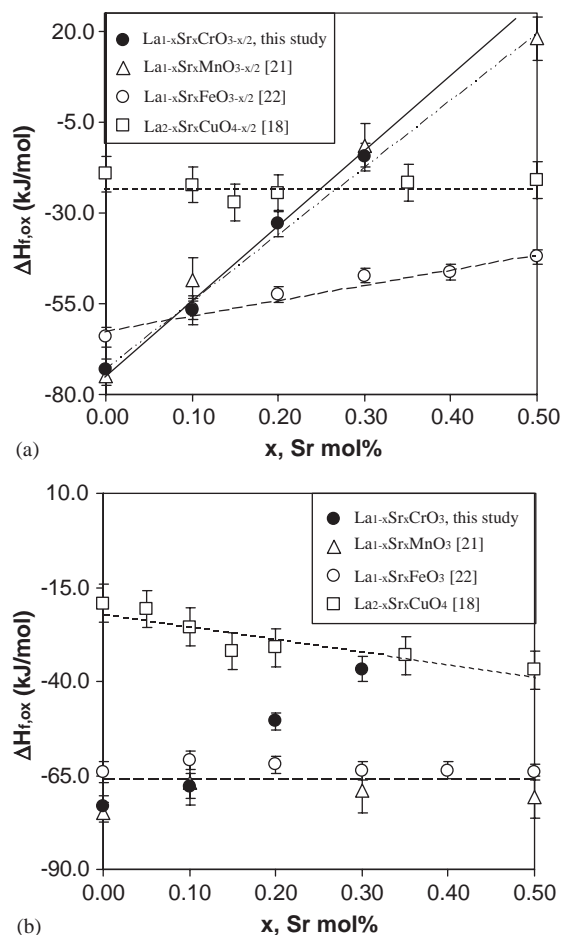 20.0
-5.0
-30.0
-55.0
-80.0
ΔHf,ox (kJ/mol)
La1-xSrxCrO3-x/2, this study
La1-xSrxMnO3-x/2 [21]
La1-xSrxFeO3-x/2 [22]
La2-xSrxCuO4-x/2 [18]
0.00 0.10 0.20 0.30 0.40 0.50
x, Sr mol%
(a)
10.0
-15.0
-40.0
-65.0
-90.0
ΔHf,ox (kJ/mol)
La1-xSrxCrO3, this study
La1-xSrxMnO3 [21]
La1-xSrxFeO3 [22]
La2-xSrxCuO4 [18]
0.00 0.10 0.20 0.30 0.40 0.50
x, Sr mol%
(b)